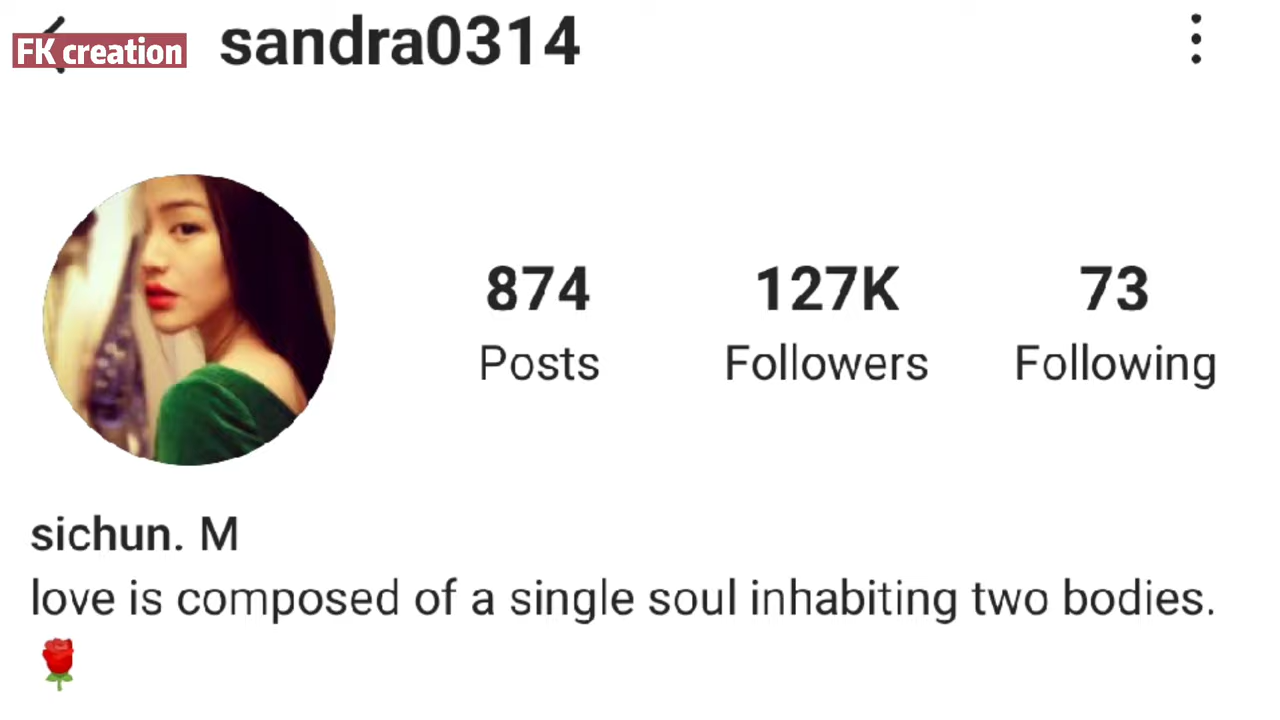 FK creation
sandra0314
874 127K 73
Posts Followers Following
sichun. M
love is composed of a single soul inhabiting two bodies.
🌹